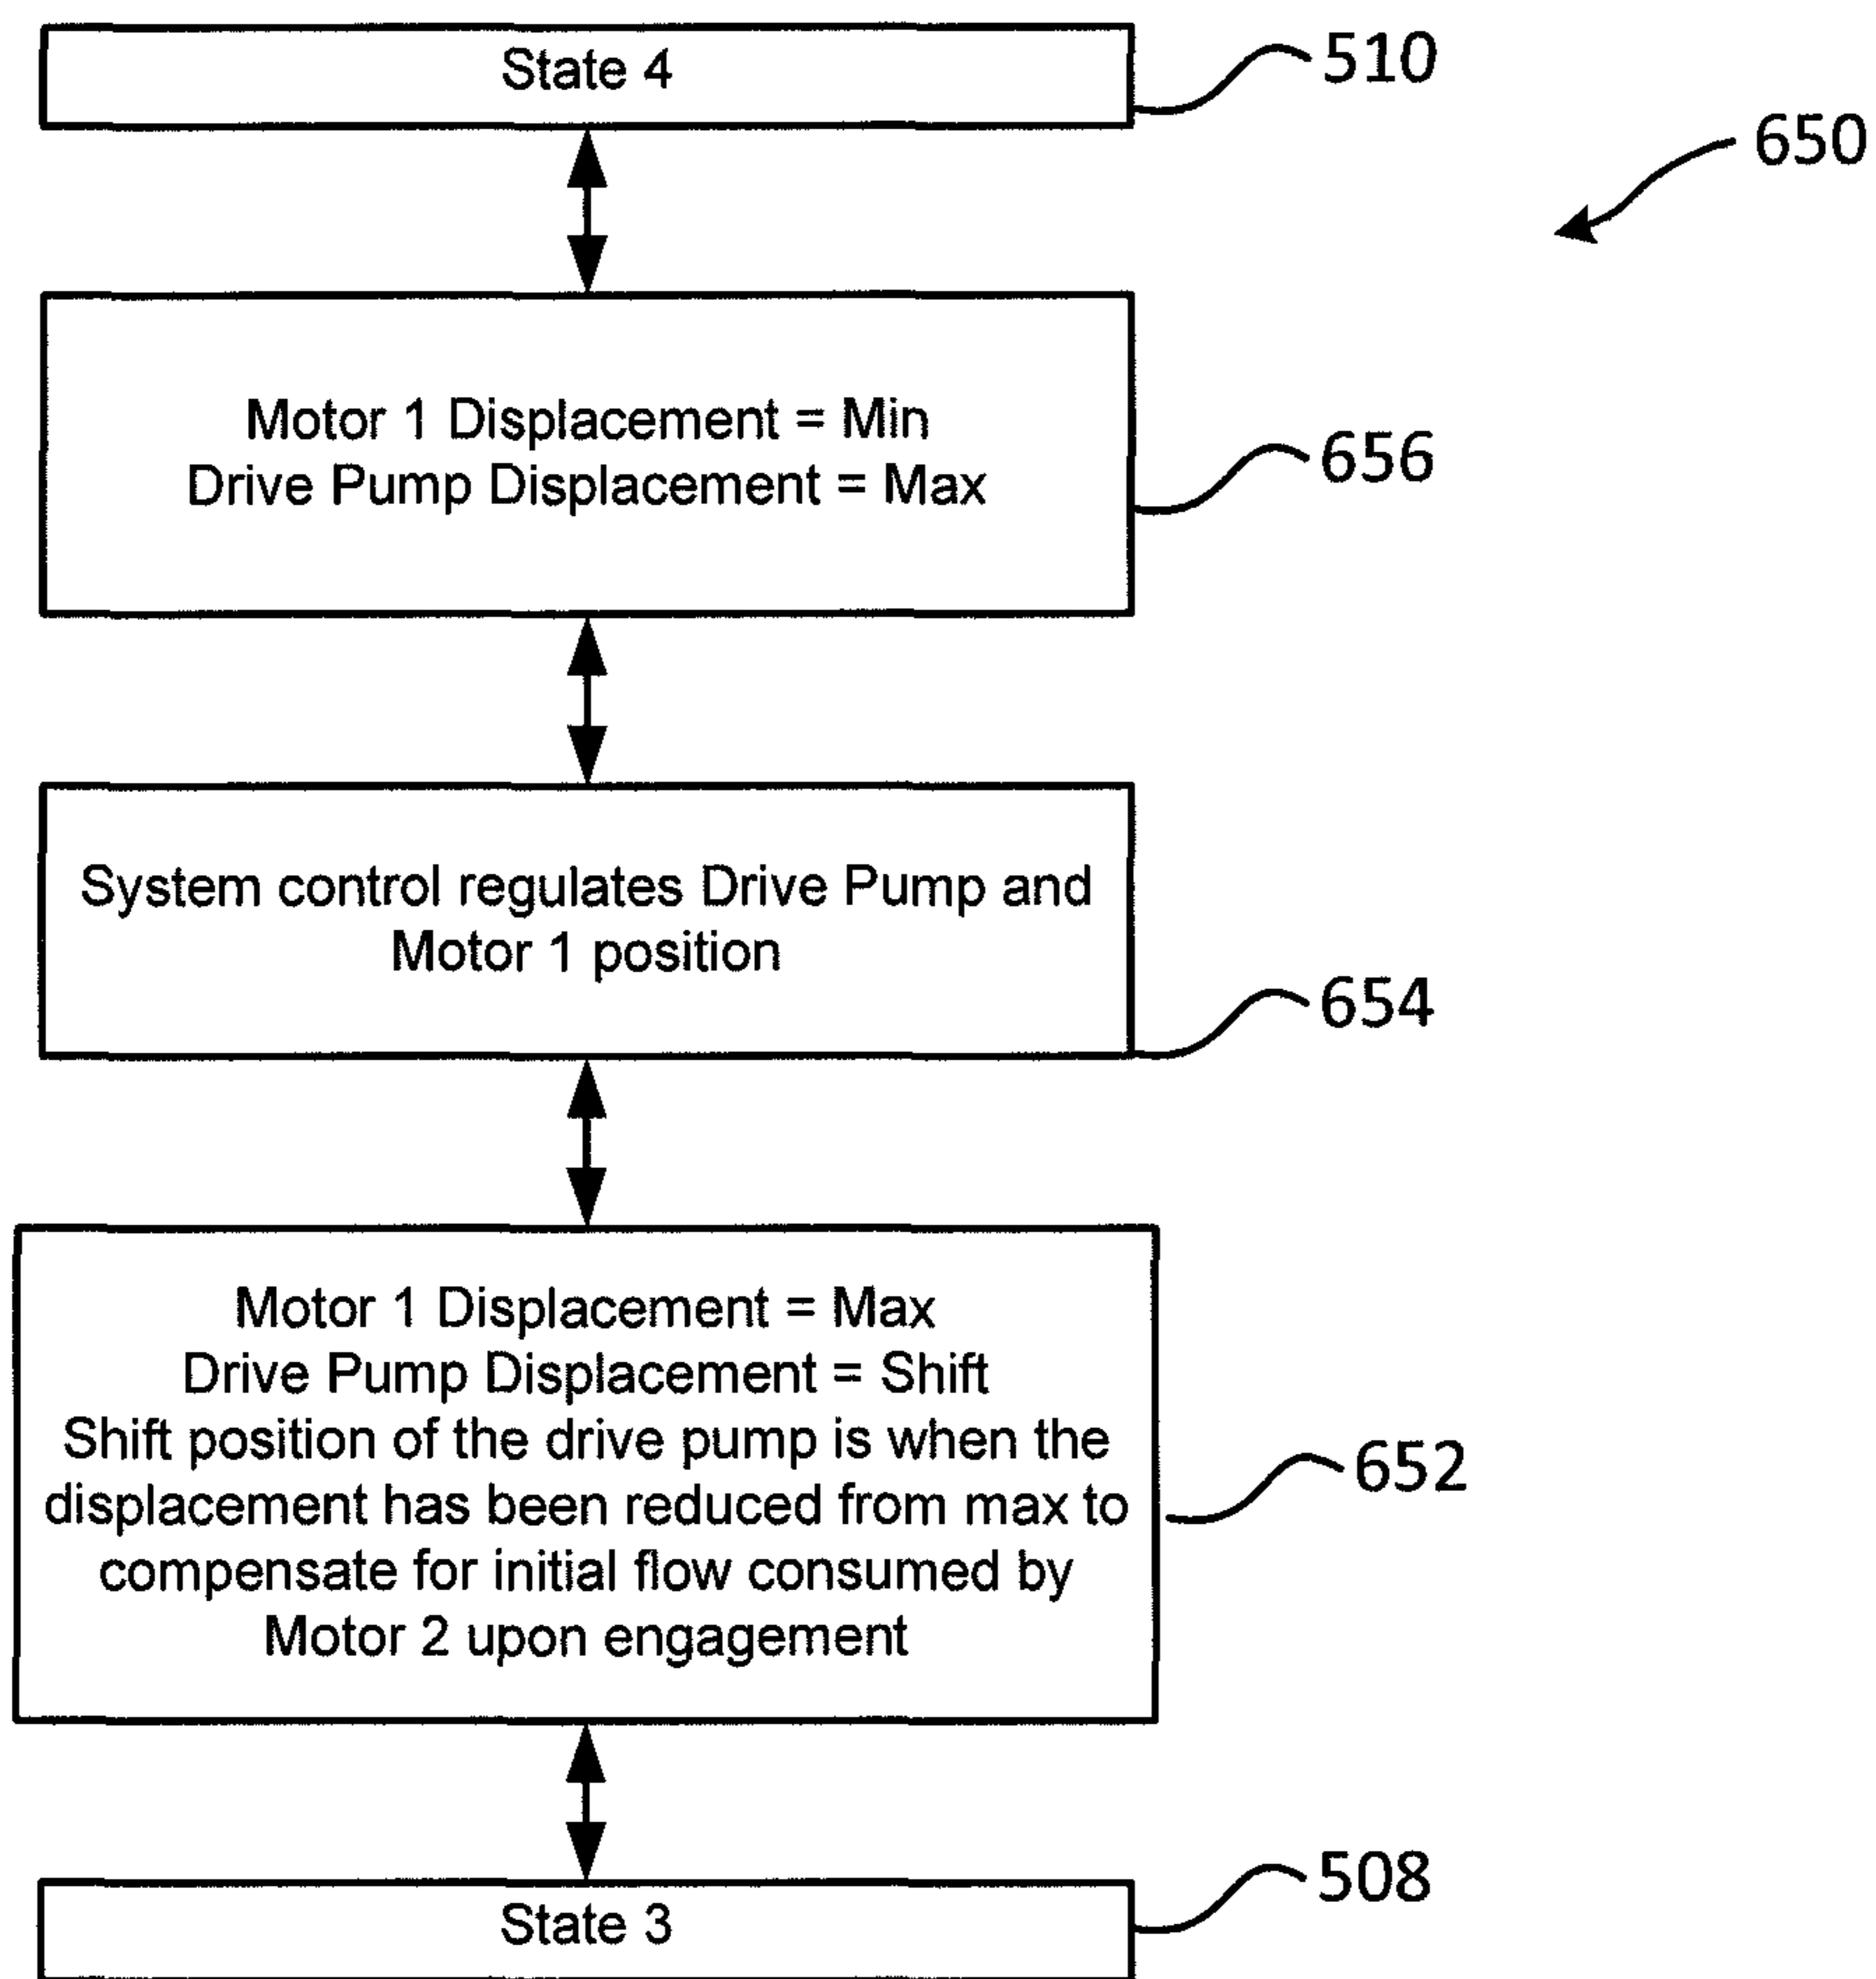 State 4
510
650
Motor 1 Displacement = Min
Drive Pump Displacement = Max
656
System control regulates Drive Pump and
Motor 1 position
654
Motor 1 Displacement = Max
Drive Pump Displacement = Shift
Shift position of the drive pump is when the
displacement has been reduced from max to
compensate for initial flow consumed by
Motor 2 upon engagement
652
State 3
508